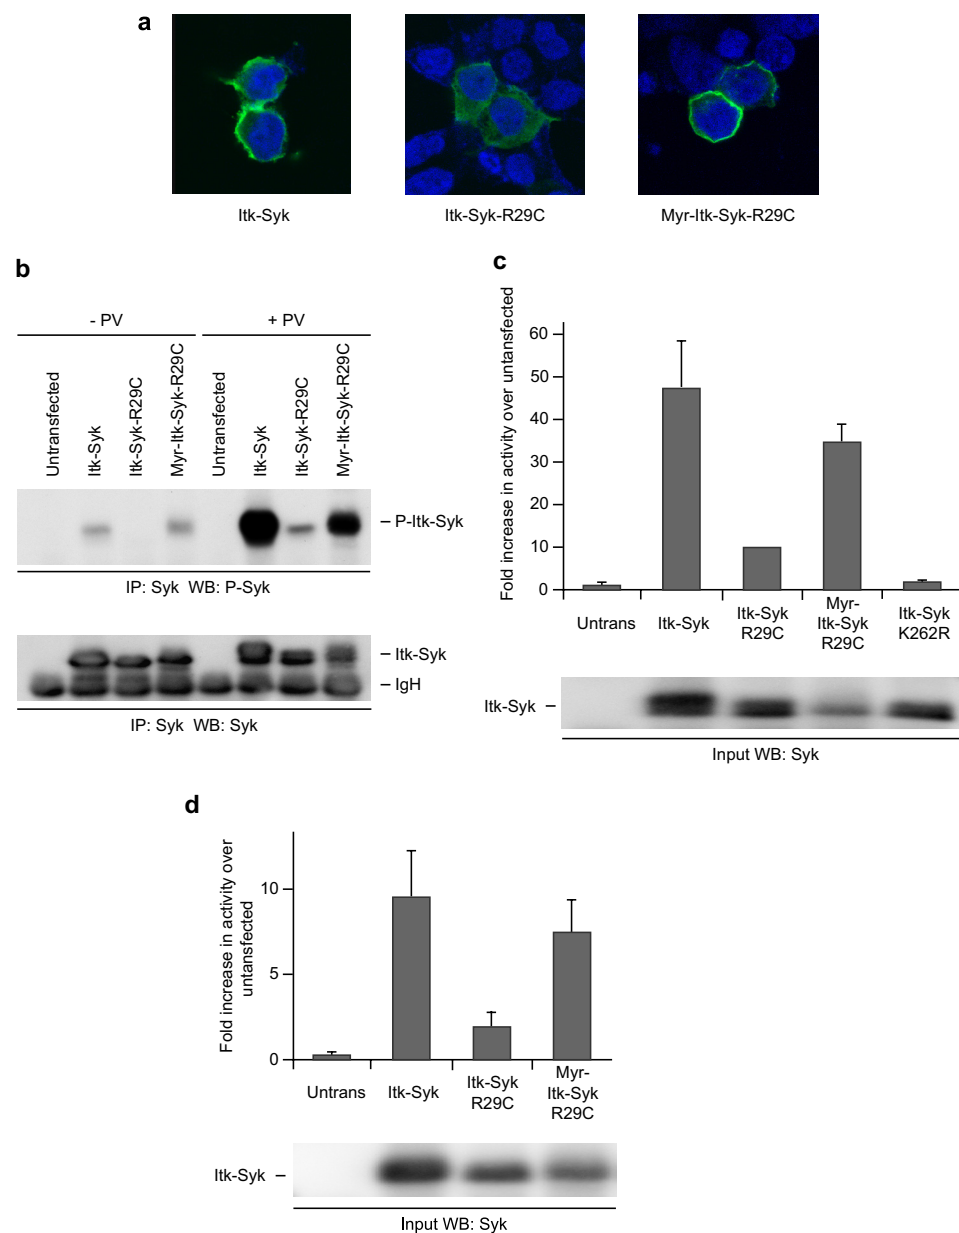 a
Itk-Syk
Itk-Syk-R29C
Myr-Itk-Syk-R29C
b
- PV
+ PV
Untransfected
Itk-Syk
Itk-Syk-R29C
Myr-Itk-Syk-R29C
Untransfected
Itk-Syk
Itk-Syk-R29C
Myr-Itk-Syk-R29C
P-Itk-Syk
IP: Syk WB: P-Syk
Itk-Syk
IgH
IP: Syk WB: Syk
c
Fold increase in activity over untansfected
60
50
40
30
20
10
0
Untrans
Itk-Syk
Itk-Syk
R29C
Myr-
Itk-Syk
R29C
Itk-Syk
K262R
Itk-Syk
Input WB: Syk
d
Fold increase in activity over
untansfected
10
5
0
Untrans
Itk-Syk
Itk-Syk
R29C
Myr-
Itk-Syk
R29C
Itk-Syk
Input WB: Syk